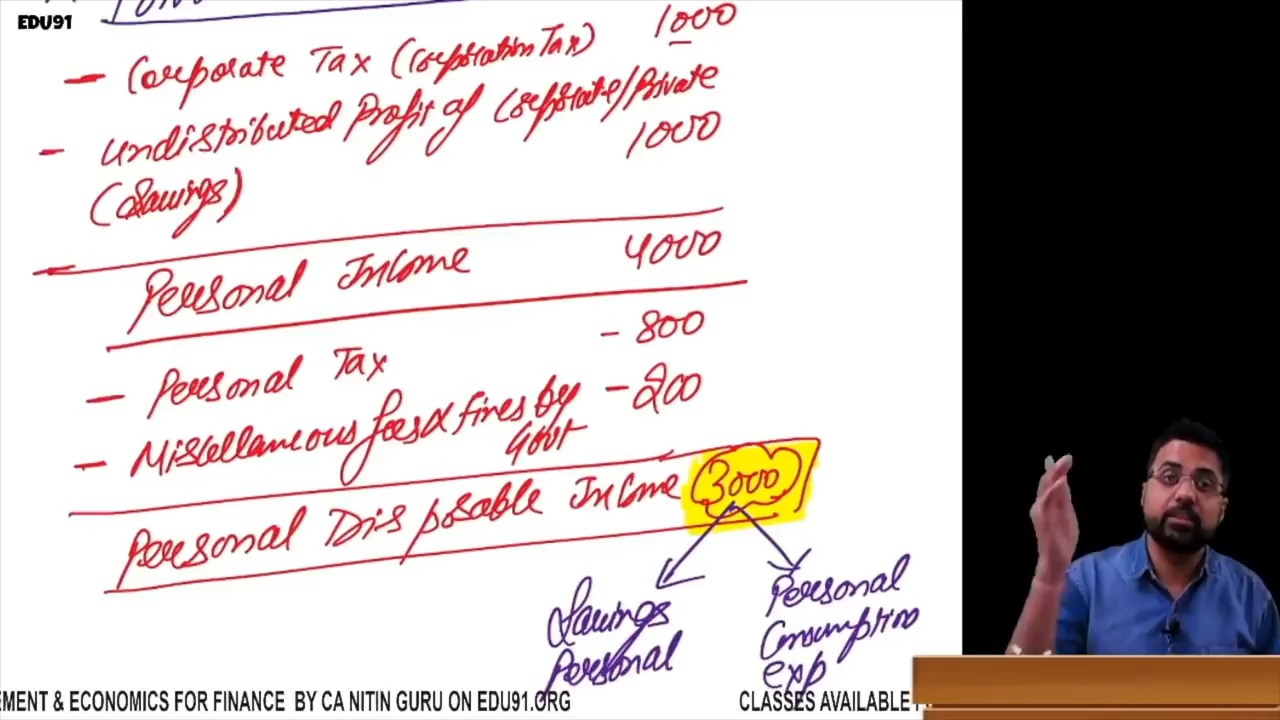 EDU91
- Corporate Tax (Corporation Tax) 1000
- Undistributed Profit of Corporate/Private
(Savings) 1000
Personal Income 4000
- Personal Tax - 800
- Miscellaneous fees & fines by - 200
Govt
Personal Disposable Income 3000
Savings Personal
Personal Consumption exp
EMENT & ECONOMICS FOR FINANCE BY CA NITIN GURU ON EDU91.ORG CLASSES AVAILABLE